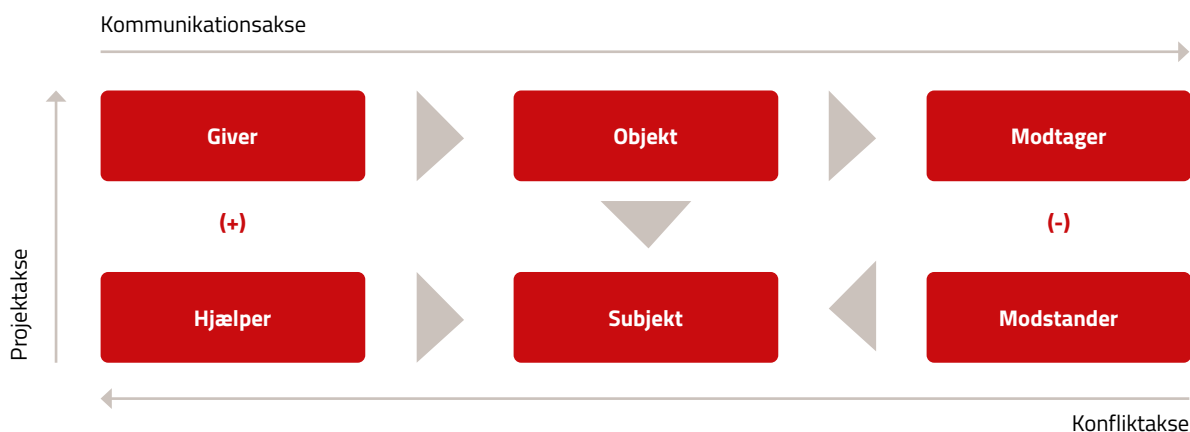 Kommunikationsakse
Giver
Objekt
Modtager
(+)
(-)
Projektakse
Hjælper
Subjekt
Modstander
Konfliktakse